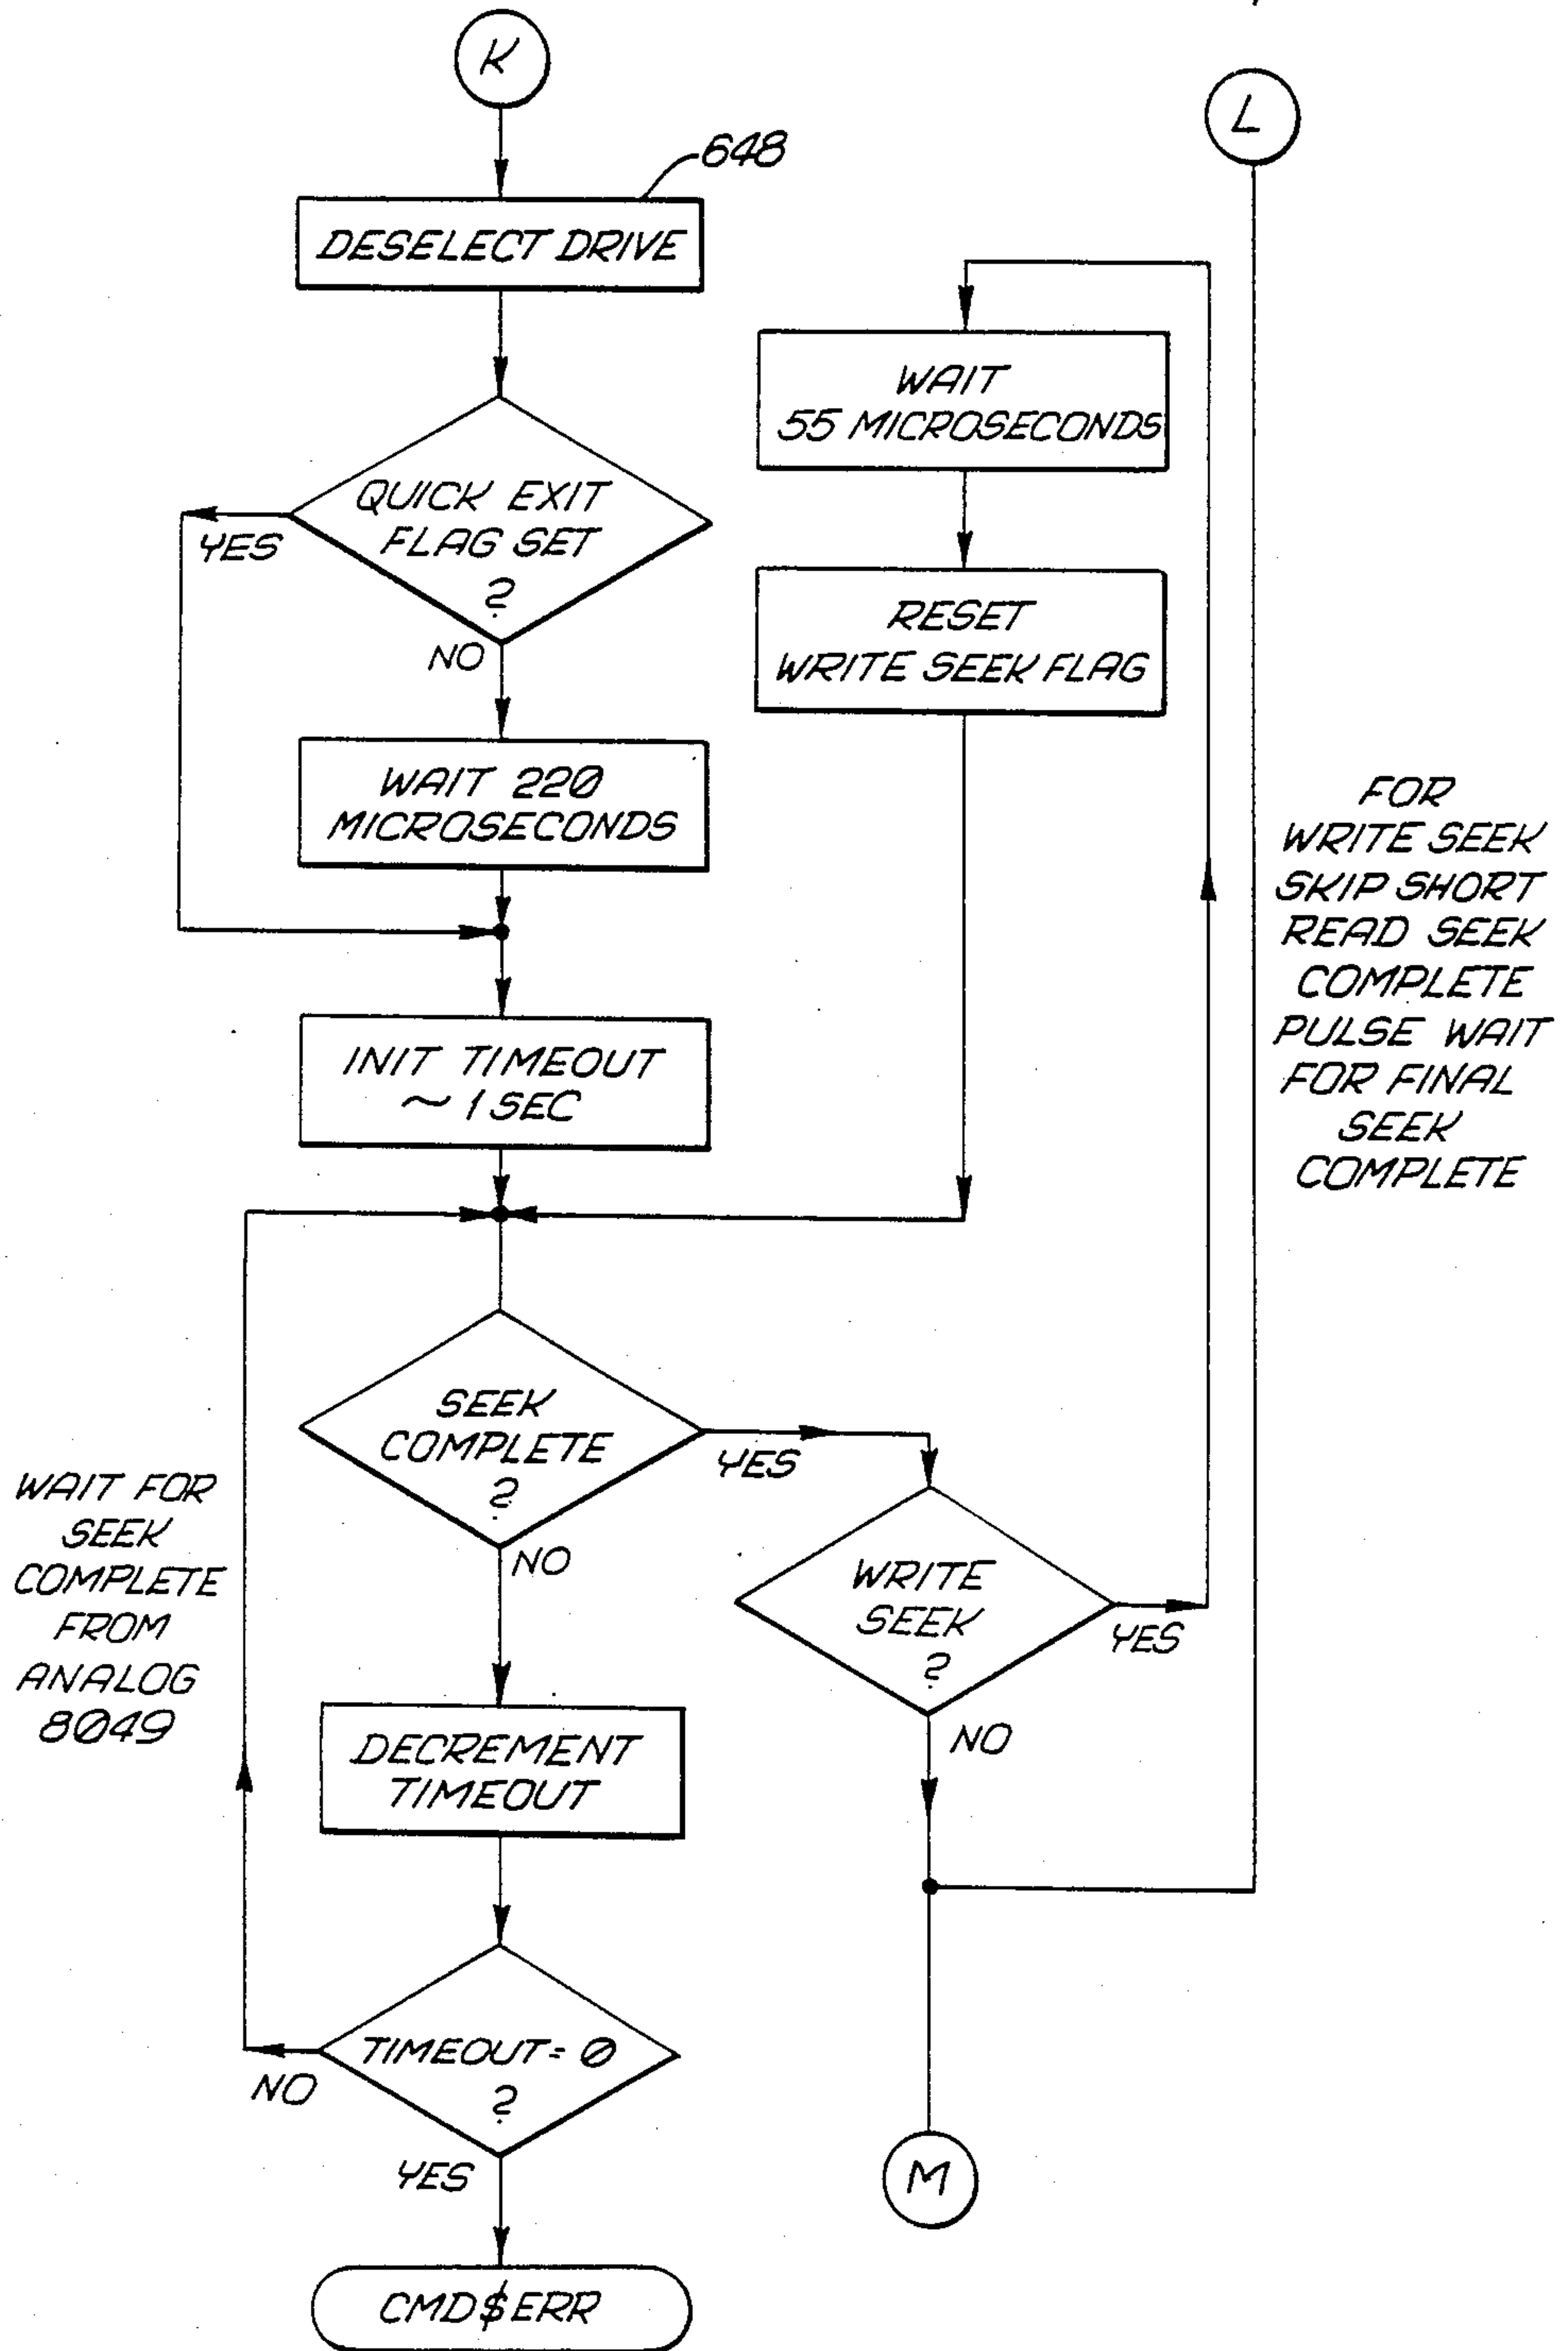 K
L
648
DESELECT DRIVE
WAIT
55 MICROSECONDS
QUICK EXIT
FLAG SET
?
YES
NO
RESET
WRITE SEEK FLAG
WAIT 220
MICROSECONDS
FOR
WRITE SEEK
SKIP SHORT
READ SEEK
COMPLETE
PULSE WAIT
FOR FINAL
SEEK
COMPLETE
INIT TIMEOUT
~ 1 SEC
SEEK
COMPLETE
?
YES
NO
WAIT FOR
SEEK
COMPLETE
FROM
ANALOG
8049
WRITE
SEEK
?
YES
NO
DECREMENT
TIMEOUT
TIMEOUT = 0
?
NO
YES
M
CMD$ERR